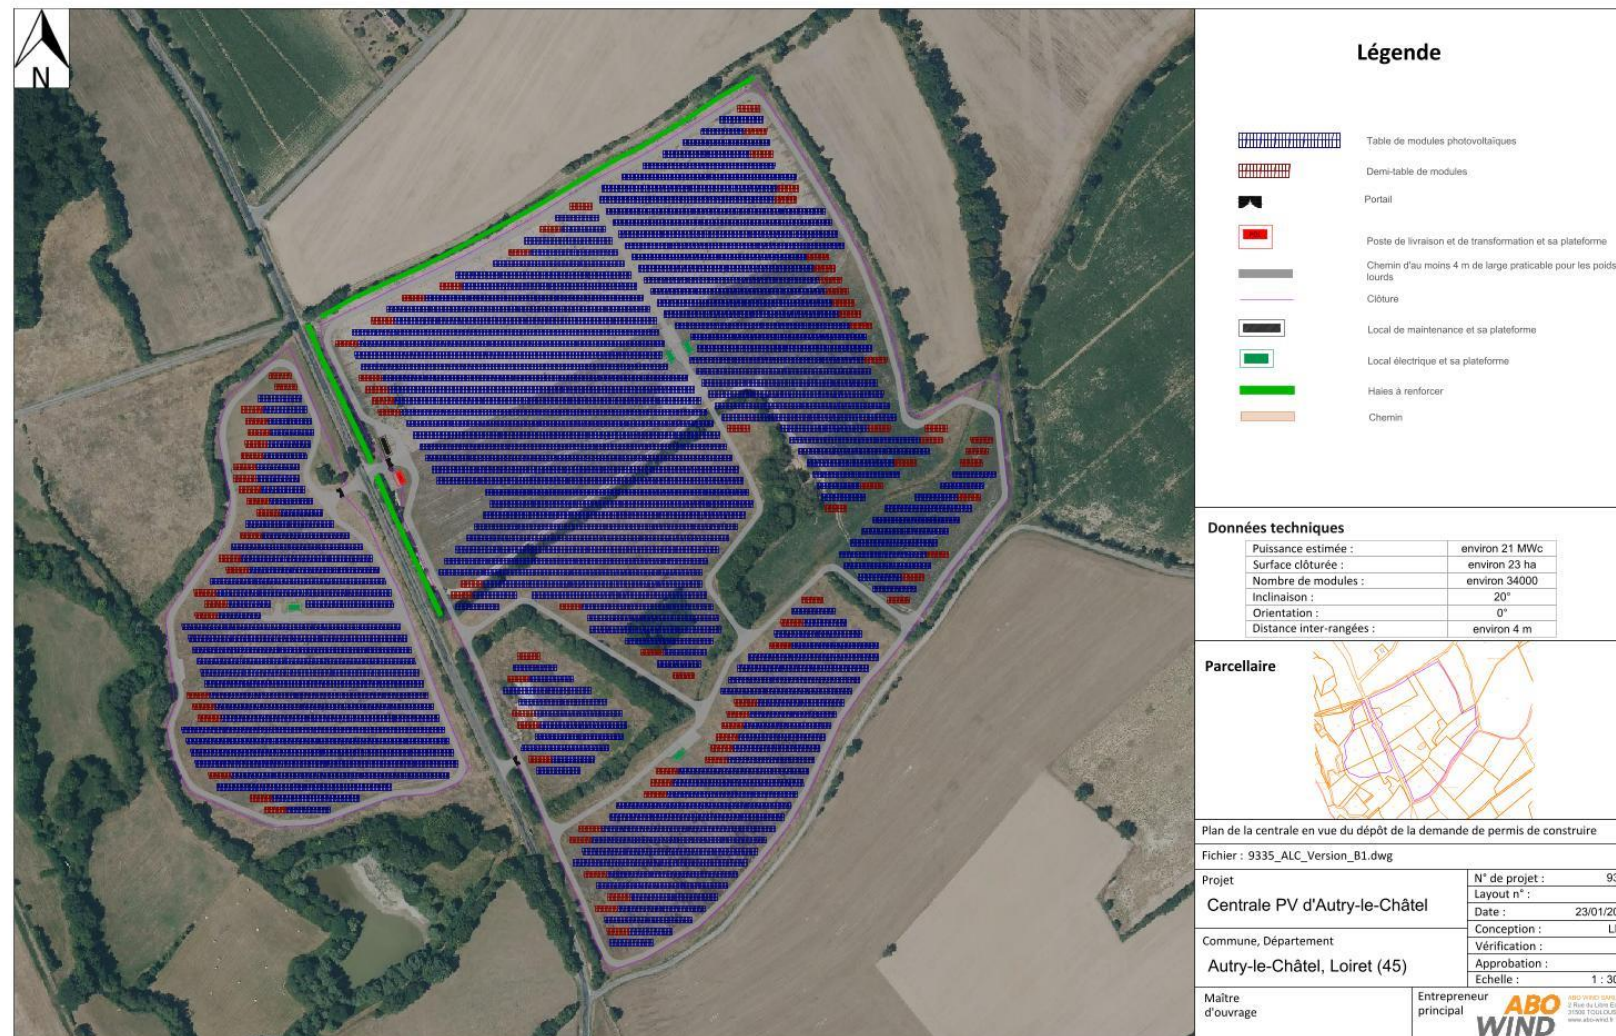 N
Légende
Table de modules photovoltaïques
Demi-table de modules
Portail
Poste de livraison et de transformation et sa plateforme
Chemin d'au moins 4 m de large praticable pour les poids
lourds
Clôture
Local de maintenance et sa plateforme
Local électrique et sa plateforme
Haies à renforcer
Chemin
Données techniques
Puissance estimée : environ 21 MWc
Surface clôturée : environ 23 ha
Nombre de modules : environ 34000
Inclinaison : 20°
Orientation : 0°
Distance inter-rangées : environ 4 m
Parcellaire
Plan de la centrale en vue du dépôt de la demande de permis de construire
Fichier : 9335_ALC_Version_B1.dwg
Projet
Centrale PV d'Autry-le-Châtel
N° de projet : 93
Layout n° :
Date : 23/01/20
Conception :
Vérification :
Approbation :
Echelle : 1 : 30
Commune, Département
Autry-le-Châtel, Loiret (45)
Maître
d'ouvrage
Entrepreneur
principal
ABO
WIND